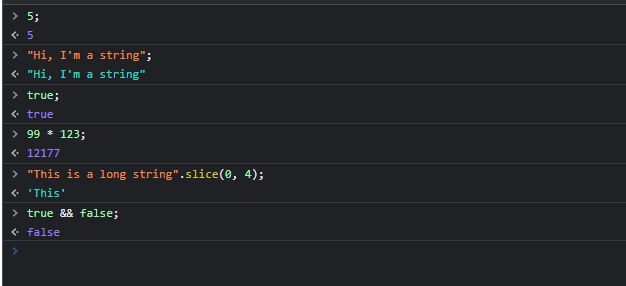 > 5;
<· 5
> "Hi, I'm a string";
<· "Hi, I'm a string"
> true;
<· true
> 99 * 123;
<· 12177
> "This is a long string".slice(0, 4);
<· 'This'
> true && false;
<· false
>